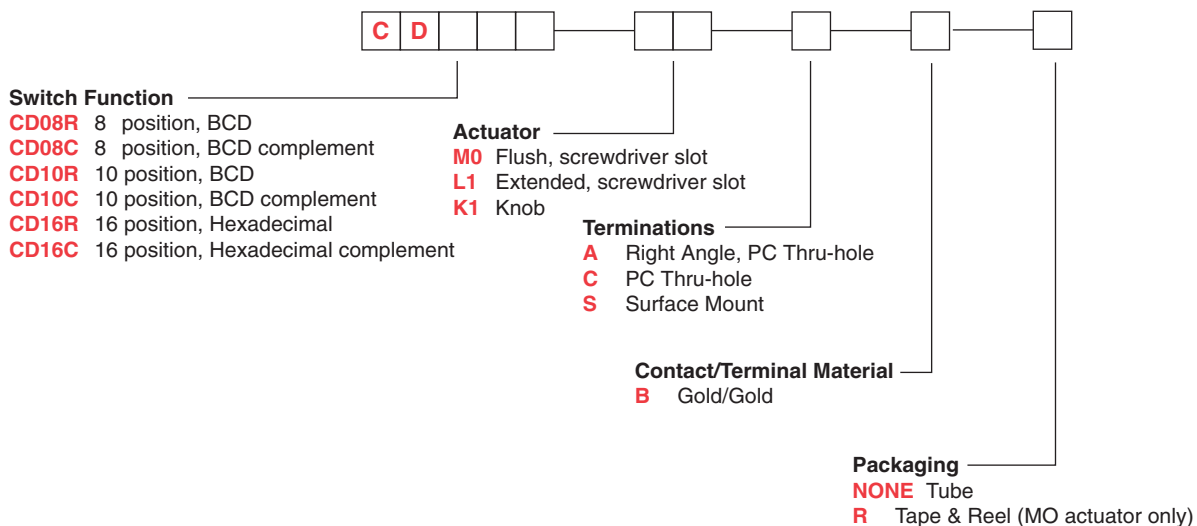 C D
Switch Function
CD08R 8 position, BCD
CD08C 8 position, BCD complement
CD10R 10 position, BCD
CD10C 10 position, BCD complement
CD16R 16 position, Hexadecimal
CD16C 16 position, Hexadecimal complement
Actuator
M0 Flush, screwdriver slot
L1 Extended, screwdriver slot
K1 Knob
Terminations
A Right Angle, PC Thru-hole
C PC Thru-hole
S Surface Mount
Contact/Terminal Material
B Gold/Gold
Packaging
NONE Tube
R Tape & Reel (MO actuator only)